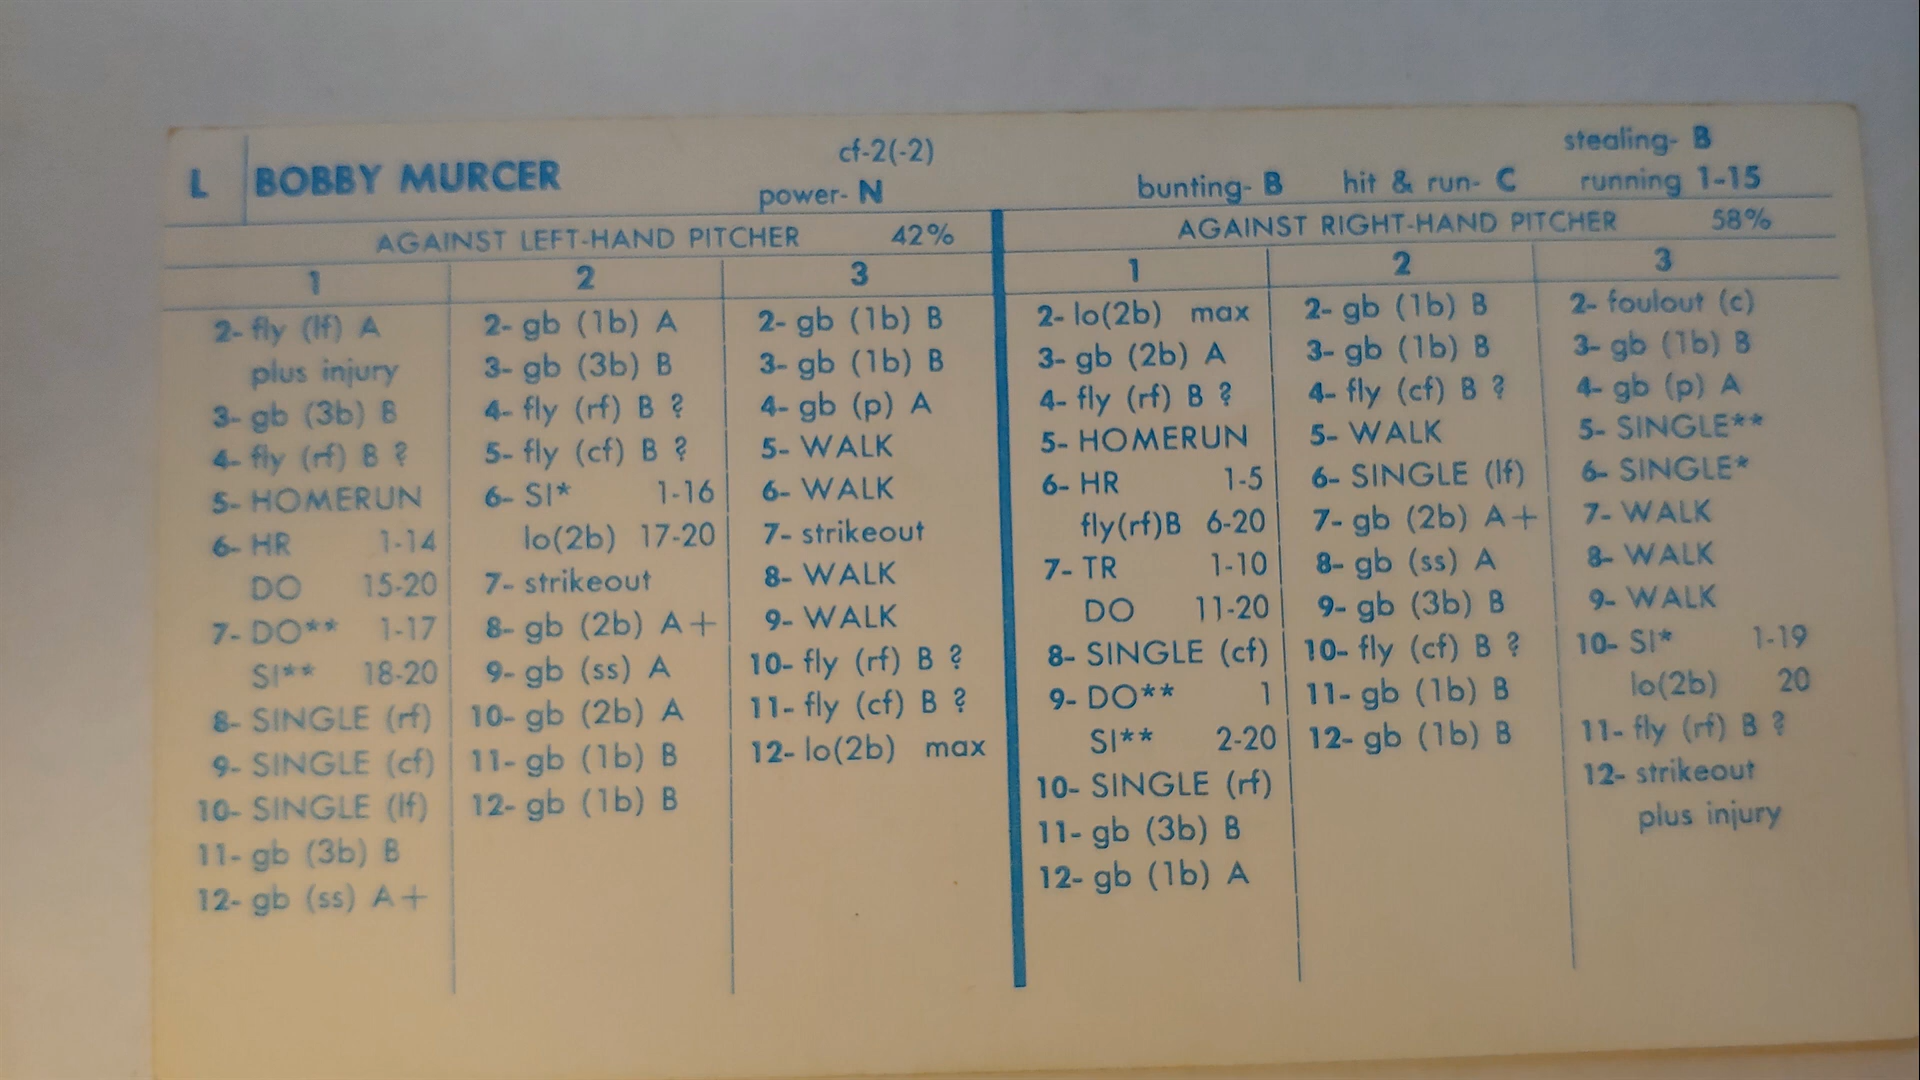 L BOBBY MURCER
cf-2(-2)
power- N
bunting- B hit & run- C
stealing- B
running 1-15
AGAINST LEFT-HAND PITCHER 42%
1
2- fly (lf) A
plus injury
3- gb (3b) B
4- fly (rf) B ?
5- HOMERUN
6- HR 1-14
DO 15-20
7- DO** 1-17
SI** 18-20
8- SINGLE (rf)
9- SINGLE (cf)
10- SINGLE (lf)
11- gb (3b) B
12- gb (ss) A+
2
2- gb (1b) A
3- gb (3b) B
4- fly (rf) B ?
5- fly (cf) B ?
6- SI* 1-16
lo(2b) 17-20
7- strikeout
8- gb (2b) A+
9- gb (ss) A
10- gb (2b) A
11- gb (1b) B
12- gb (1b) B
3
2- gb (1b) B
3- gb (1b) B
4- gb (p) A
5- WALK
6- WALK
7- strikeout
8- WALK
9- WALK
10- fly (rf) B ?
11- fly (cf) B ?
12- lo(2b) max
AGAINST RIGHT-HAND PITCHER 58%
1
2- lo(2b) max
3- gb (2b) A
4- fly (rf) B ?
5- HOMERUN
6- HR 1-5
fly(rf)B 6-20
7- TR 1-10
DO 11-20
8- SINGLE (cf)
9- DO** 1
SI** 2-20
10- SINGLE (rf)
11- gb (3b) B
12- gb (1b) A
2
2- gb (1b) B
3- gb (1b) B
4- fly (cf) B ?
5- WALK
6- SINGLE (lf)
7- gb (2b) A+
8- gb (ss) A
9- gb (3b) B
10- fly (cf) B ?
11- gb (1b) B
12- gb (1b) B
3
2- foulout (c)
3- gb (1b) B
4- gb (p) A
5- SINGLE**
6- SINGLE*
7- WALK
8- WALK
9- WALK
10- SI* 1-19
lo(2b) 20
11- fly (rf) B ?
12- strikeout
plus injury